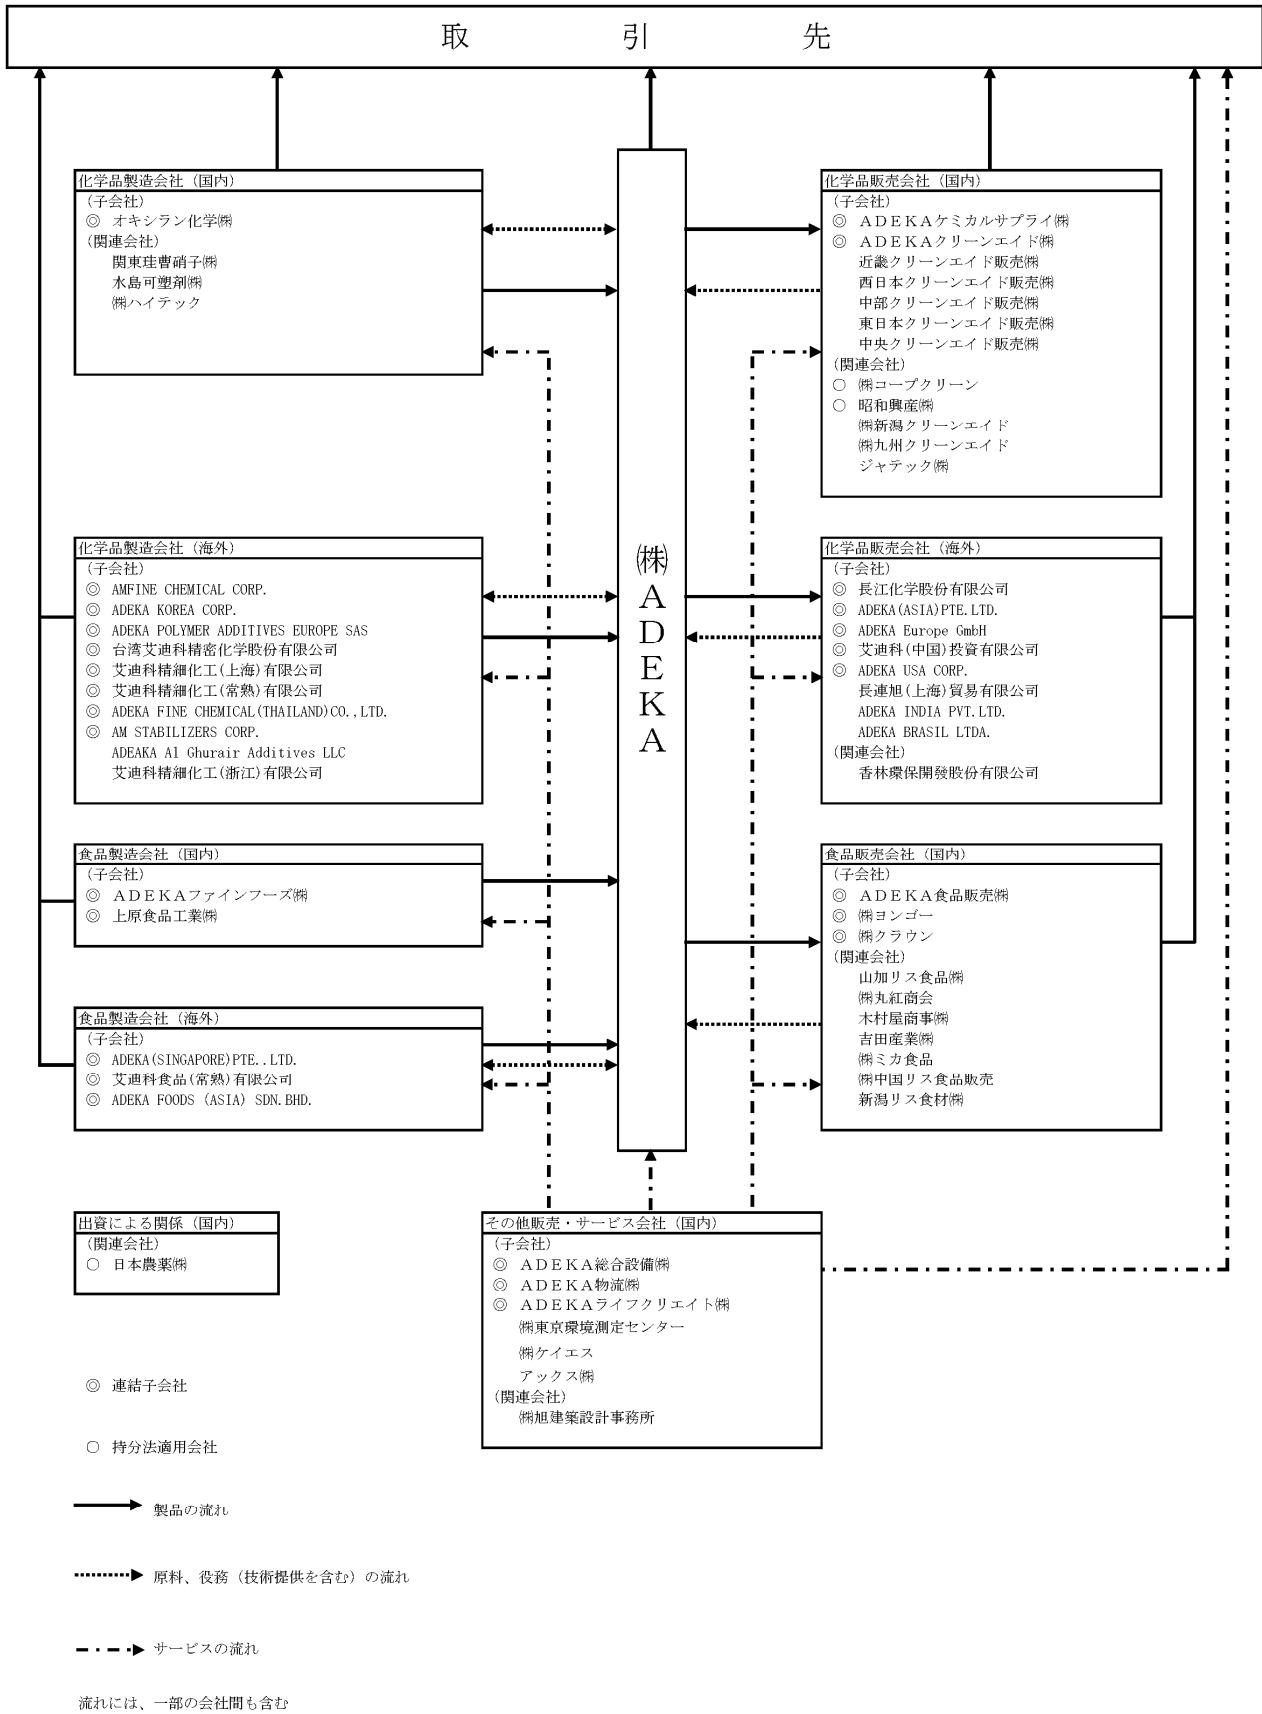 取引先
化学品製造会社（国内）
（子会社）
◎ オキシラン化学㈱
（関連会社）
関東珪曹硝子㈱
水島可塑剤㈱
㈱ハイテック
化学品販売会社（国内）
（子会社）
◎ ＡＤＥＫＡケミカルサプライ㈱
◎ ＡＤＥＫＡクリーンエイド㈱
近畿クリーンエイド販売㈱
西日本クリーンエイド販売㈱
中部クリーンエイド販売㈱
東日本クリーンエイド販売㈱
中央クリーンエイド販売㈱
（関連会社）
○ ㈱コープクリーン
○ 昭和興産㈱
㈱新潟クリーンエイド
㈱九州クリーンエイド
ジャテック㈱
㈱ＡＤＥＫＡ
化学品製造会社（海外）
（子会社）
◎ AMFINE CHEMICAL CORP.
◎ ADEKA KOREA CORP.
◎ ADEKA POLYMER ADDITIVES EUROPE SAS
◎ 台湾艾迪科精密化学股份有限公司
◎ 艾迪科精細化工(上海)有限公司
◎ 艾迪科精細化工(常熟)有限公司
◎ ADEKA FINE CHEMICAL(THAILAND)CO.,LTD.
◎ AM STABILIZERS CORP.
ADEAKA Al Ghurair Additives LLC
艾迪科精細化工(浙江)有限公司
化学品販売会社（海外）
（子会社）
◎ 長江化学股份有限公司
◎ ADEKA(ASIA)PTE.LTD.
◎ ADEKA Europe GmbH
◎ 艾迪科(中国)投資有限公司
◎ ADEKA USA CORP.
長連旭(上海)貿易有限公司
ADEKA INDIA PVT.LTD.
ADEKA BRASIL LTDA.
（関連会社）
香林環保開發股份有限公司
食品製造会社（国内）
（子会社）
◎ ＡＤＥＫＡファインフーズ㈱
◎ 上原食品工業㈱
食品販売会社（国内）
（子会社）
◎ ＡＤＥＫＡ食品販売㈱
◎ ㈱ヨンゴー
◎ ㈱クラウン
（関連会社）
山加リス食品㈱
㈱丸紅商会
木村屋商事㈱
吉田産業㈱
㈱ミカ食品
㈱中国リス食品販売
新潟リス食材㈱
食品製造会社（海外）
（子会社）
◎ ADEKA(SINGAPORE)PTE..LTD.
◎ 艾迪科食品(常熟)有限公司
◎ ADEKA FOODS (ASIA) SDN.BHD.
出資による関係（国内）
（関連会社）
○ 日本農薬㈱
その他販売・サービス会社（国内）
（子会社）
◎ ＡＤＥＫＡ総合設備㈱
◎ ＡＤＥＫＡ物流㈱
◎ ＡＤＥＫＡライフクリエイト㈱
㈱東京環境測定センター
㈱ケイエス
アックス㈱
（関連会社）
㈱旭建築設計事務所
◎ 連結子会社
○ 持分法適用会社
製品の流れ
原料、役務（技術提供を含む）の流れ
サービスの流れ
流れには、一部の会社間も含む